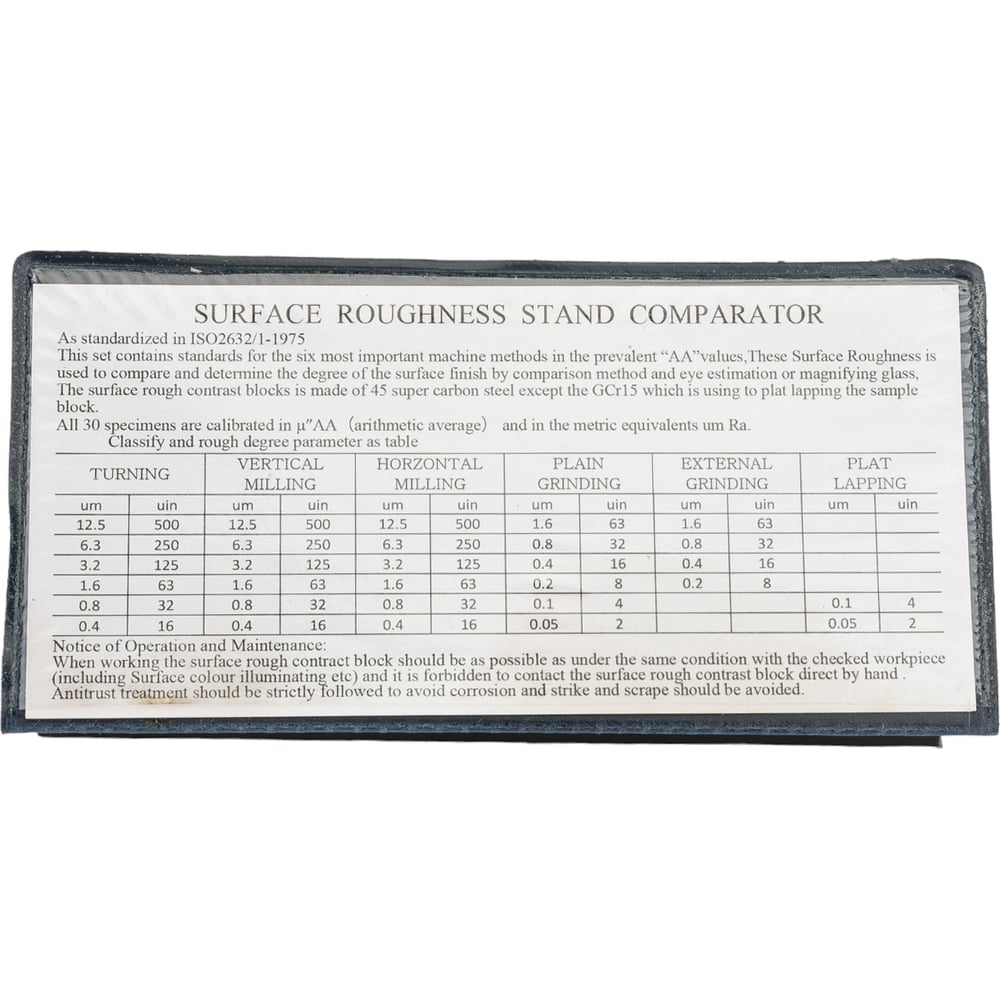 SURFACE ROUGHNESS STAND COMPARATOR
As standardized in ISO2632/1-1975
This set contains standards for the six most important machine methods in the prevalent “AA”values,These Surface Roughness is
used to compare and determine the degree of the surface finish by comparison method and eye estimation or magnifying glass,
The surface rough contrast blocks is made of 45 super carbon steel except the GCr15 which is using to plat lapping the sample
block.
All 30 specimens are calibrated in μ″AA (arithmetic average) and in the metric equivalents um Ra.
Classify and rough degree parameter as table
TURNING VERTICAL MILLING HORZONTAL MILLING PLAIN GRINDING EXTERNAL GRINDING PLAT LAPPING
um uin um uin um uin um uin um uin um uin
12.5 500 12.5 500 12.5 500 1.6 63 1.6 63
6.3 250 6.3 250 6.3 250 0.8 32 0.8 32
3.2 125 3.2 125 3.2 125 0.4 16 0.4 16
1.6 63 1.6 63 1.6 63 0.2 8 0.2 8
0.8 32 0.8 32 0.8 32 0.1 4 0.1 4
0.4 16 0.4 16 0.4 16 0.05 2 0.05 2
Notice of Operation and Maintenance:
When working the surface rough contract block should be as possible as under the same condition with the checked workpiece
(including Surface colour illuminating etc) and it is forbidden to contact the surface rough contrast block direct by hand .
Antitrust treatment should be strictly followed to avoid corrosion and strike and scrape should be avoided.